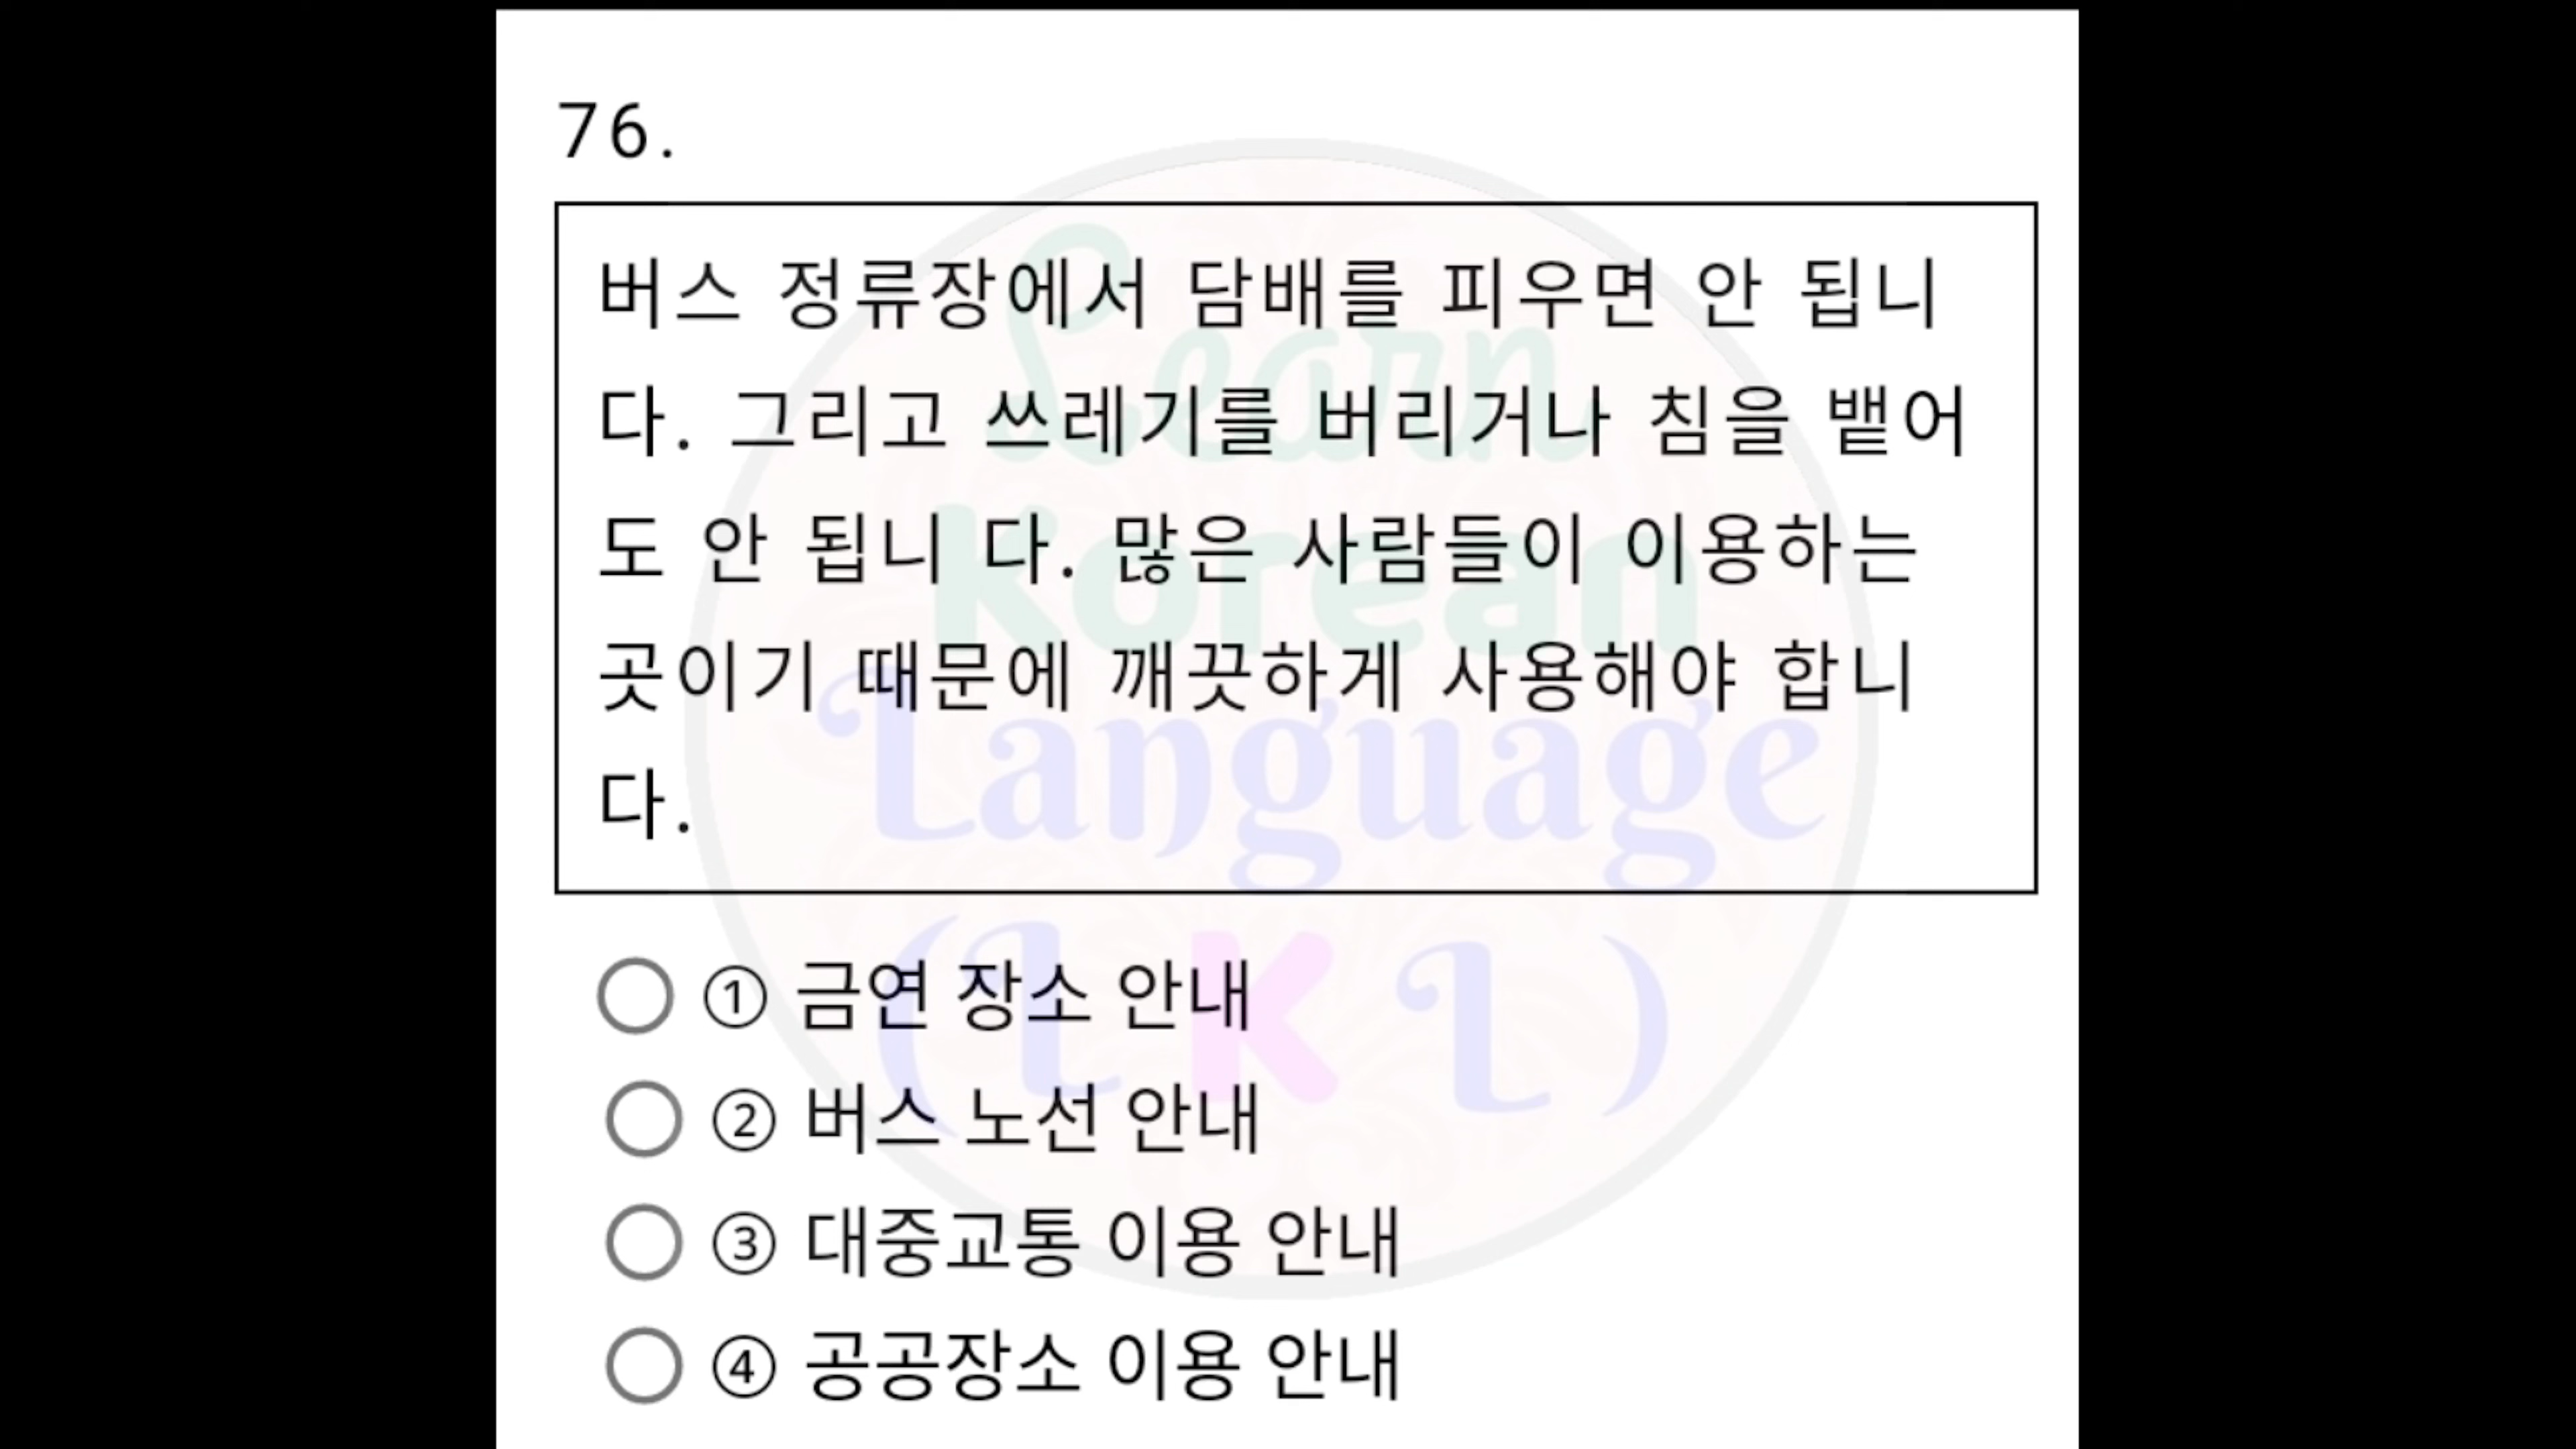 76.
버스 정류장에서 담배를 피우면 안 됩니
다. 그리고 쓰레기를 버리거나 침을 뱉어
도 안 됩니 다. 많은 사람들이 이용하는
곳이기 때문에 깨끗하게 사용해야 합니
다.
① 금연 장소 안내
② 버스 노선 안내
③ 대중교통 이용 안내
④ 공공장소 이용 안내
Learn
Korean
Language
(L K L)